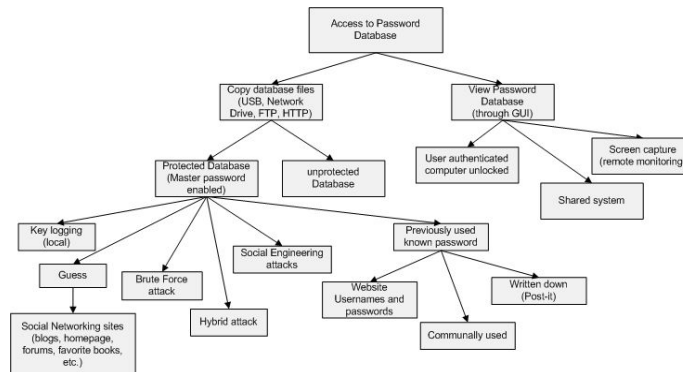 Access to Password
Database
Copy database files
(USB, Network
Drive, FTP, HTTP)
View Password
Database
(through GUI)
Protected Database
(Master password
enabled)
unprotected
Database
User authenticated
computer unlocked
Screen capture
(remote monitoring)
Shared system
Key logging
(local)
Guess
Brute Force
attack
Hybrid attack
Social Engineering
attacks
Previously used
known password
Social Networking sites
(blogs, homepage,
forums, favorite books,
etc.)
Website
Usernames and
passwords
Communally used
Written down
(Post-it)